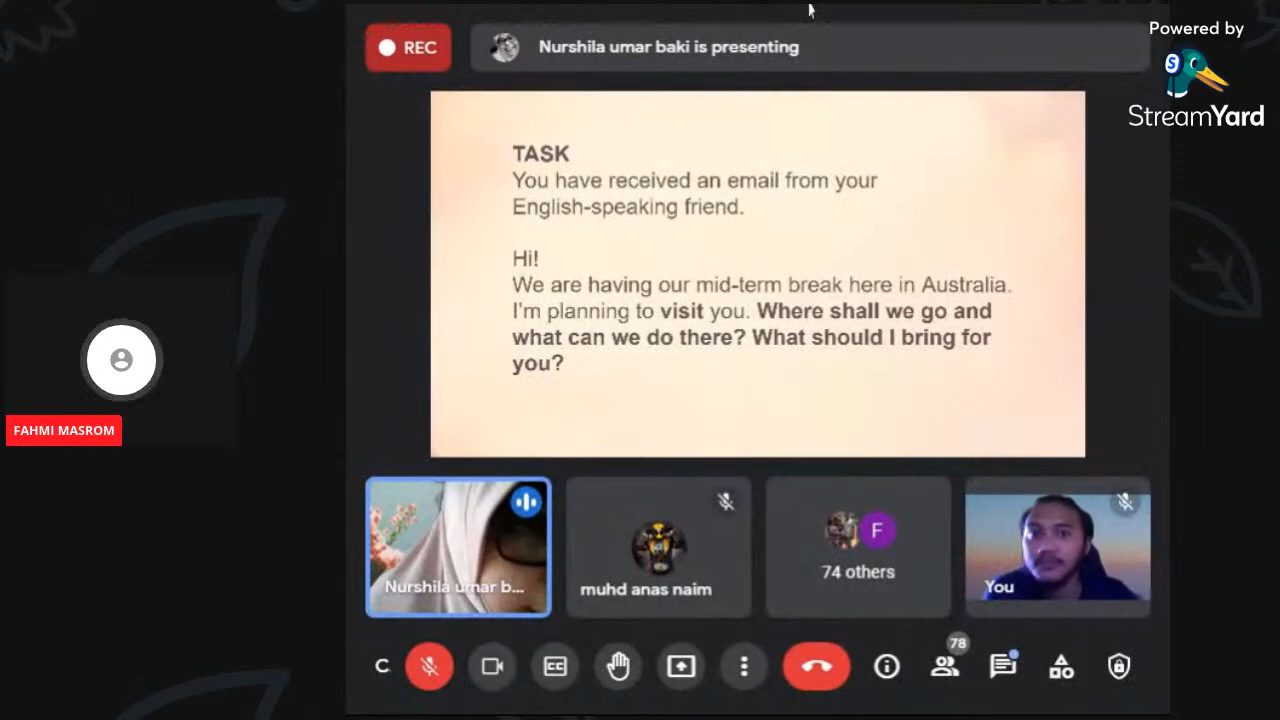 REC
Nurshila umar baki is presenting
Powered by
S
StreamYard
TASK
You have received an email from your
English-speaking friend.
Hi!
We are having our mid-term break here in Australia.
I'm planning to visit you. Where shall we go and
what can we do there? What should I bring for
you?
FAHMI MASROM
Nurshila umar b...
muhd anas naim
F
74 others
You
C
CC
78